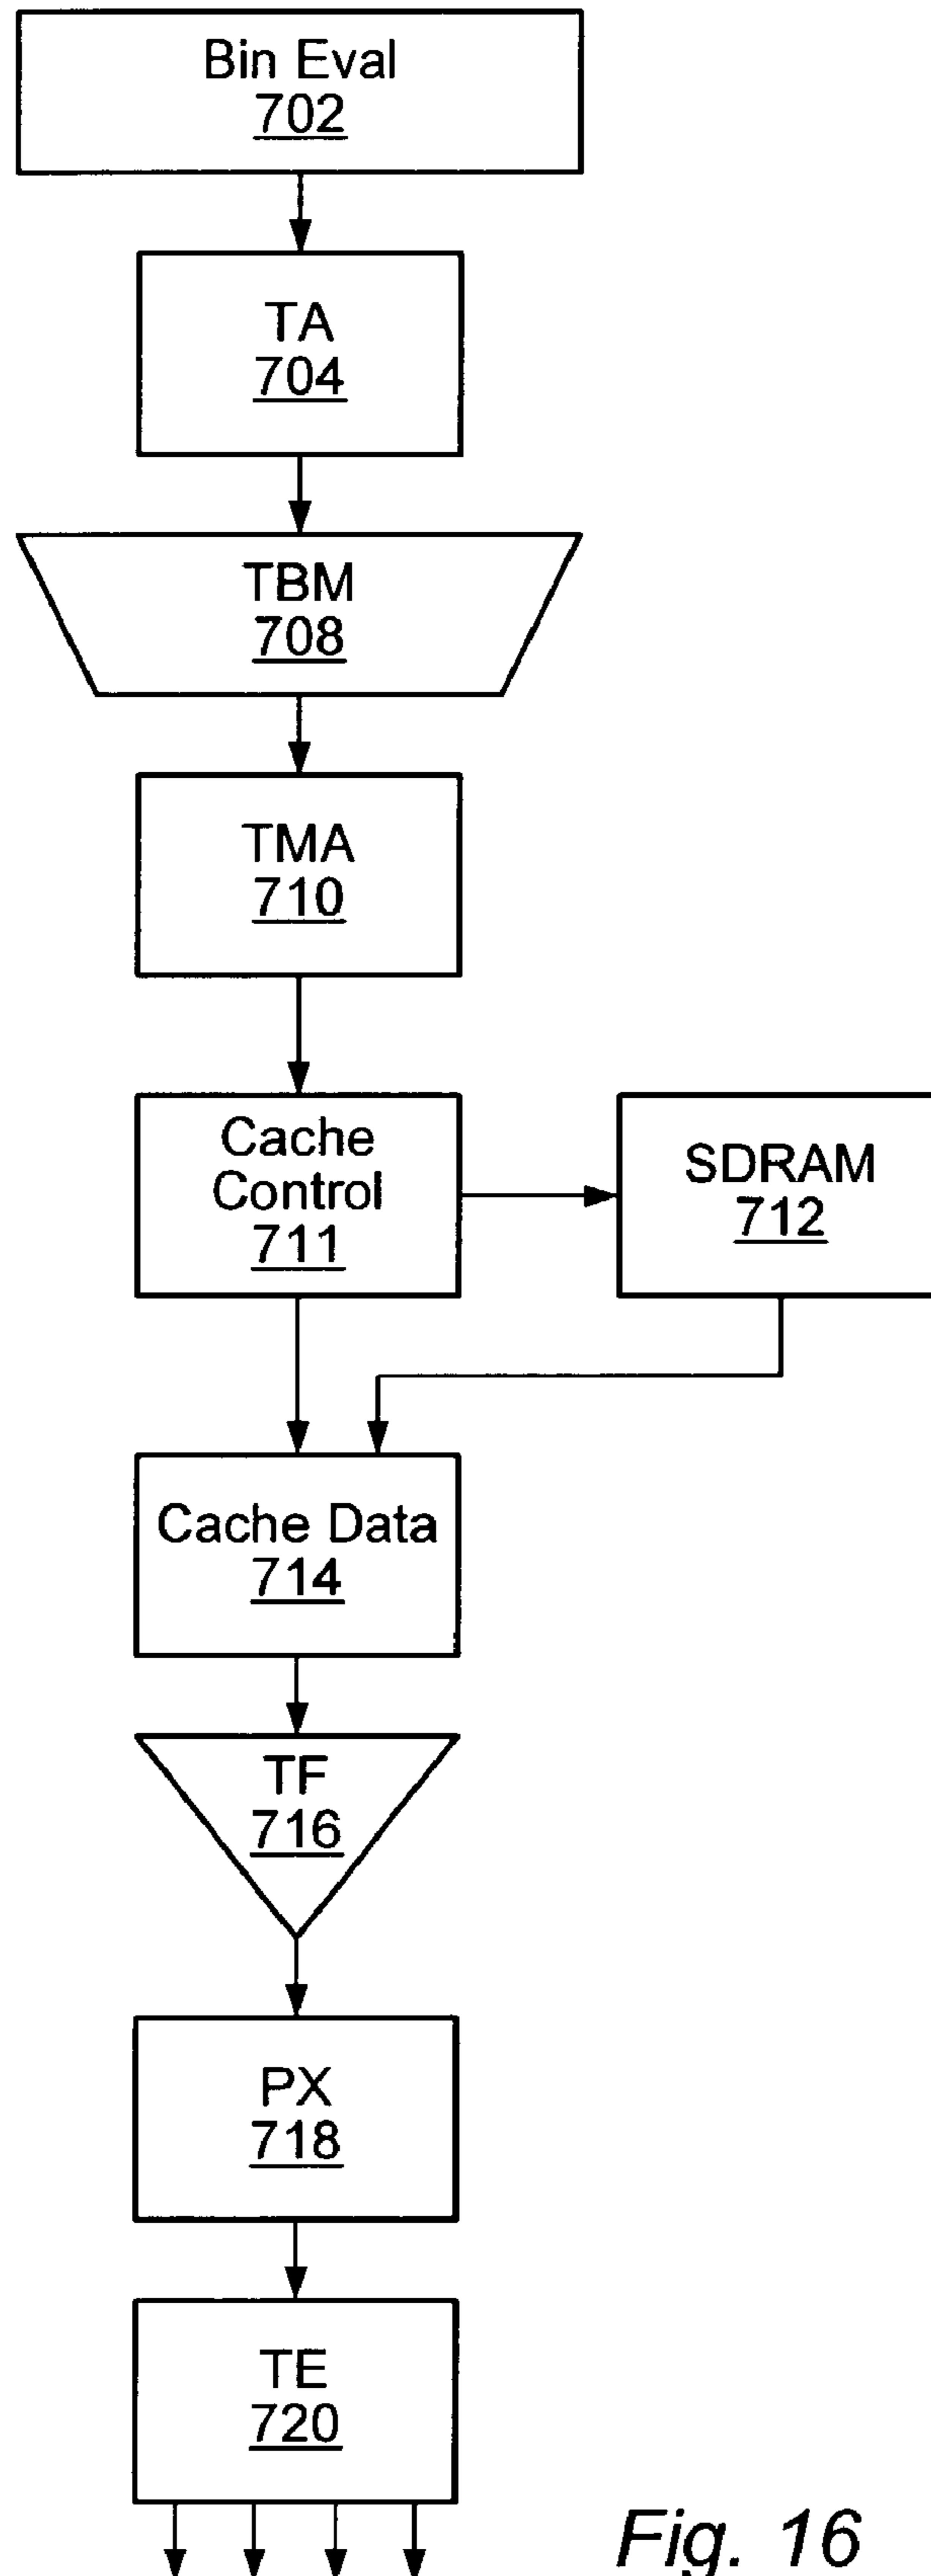 Bin Eval
702
TA
704
TBM
708
TMA
710
Cache
Control
711
SDRAM
712
Cache Data
714
TF
716
PX
718
TE
720
Fig. 16